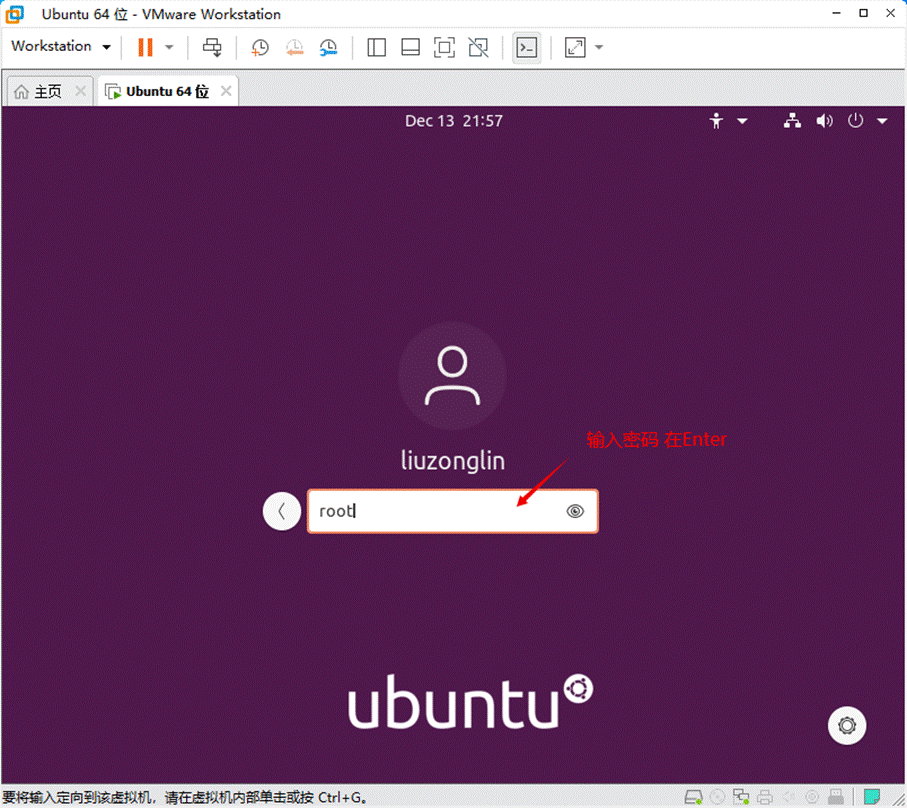 Ubuntu 64 位 - VMware Workstation
Workstation
主页
Ubuntu 64 位
Dec 13 21:57
输入密码 在Enter
liuzonglin
root
ubuntu
要将输入定向到该虚拟机，请在虚拟机内部单击或按 Ctrl+G。